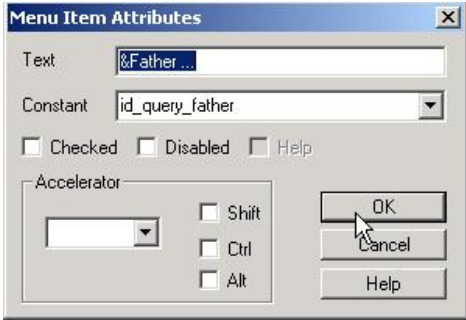 Menu Item Attributes
Text &Father ...
Constant id_query_father
Checked Disabled Help
Accelerator
Shift
Ctrl
Alt
OK
Cancel
Help